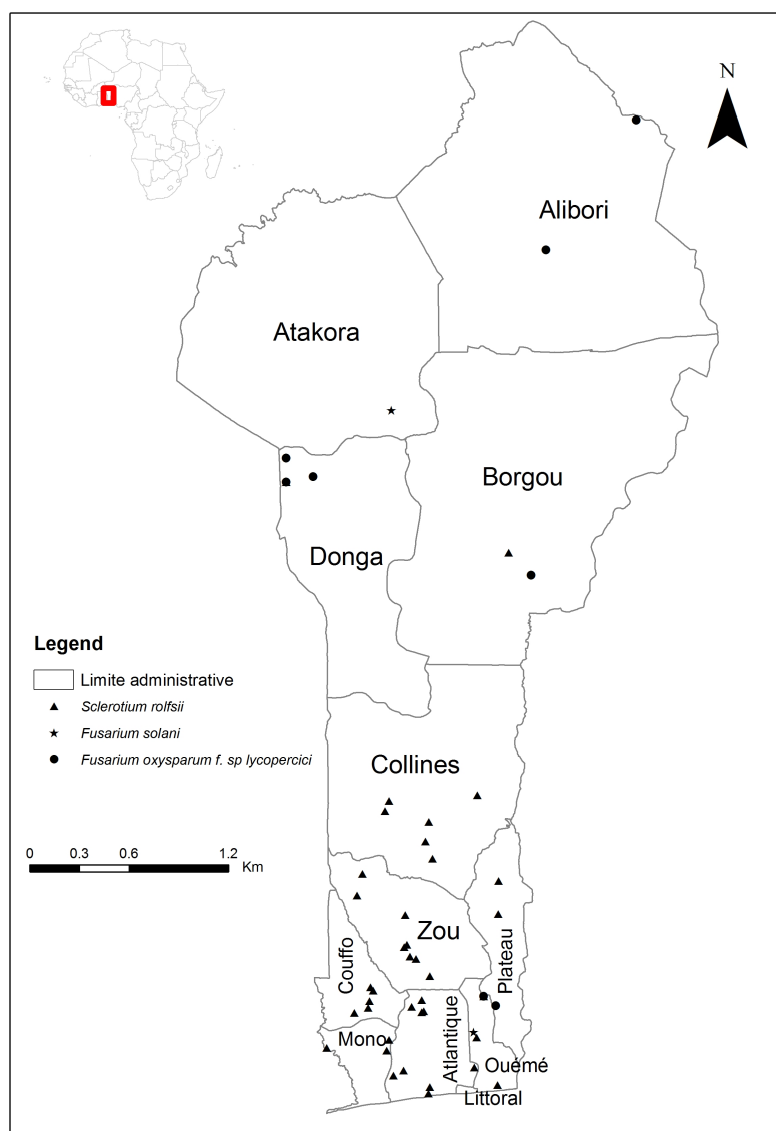 N
Alibori
Atakora
Borgou
Donga
Legend
Limite administrative
Sclerotium rolfsii
Fusarium solani
Fusarium oxysparum f. sp lycopercici
Collines
0 0.3 0.6 1.2
Km
Zou
Plateau
Couffo
Atlantique
Mono
Ouémé
Littoral